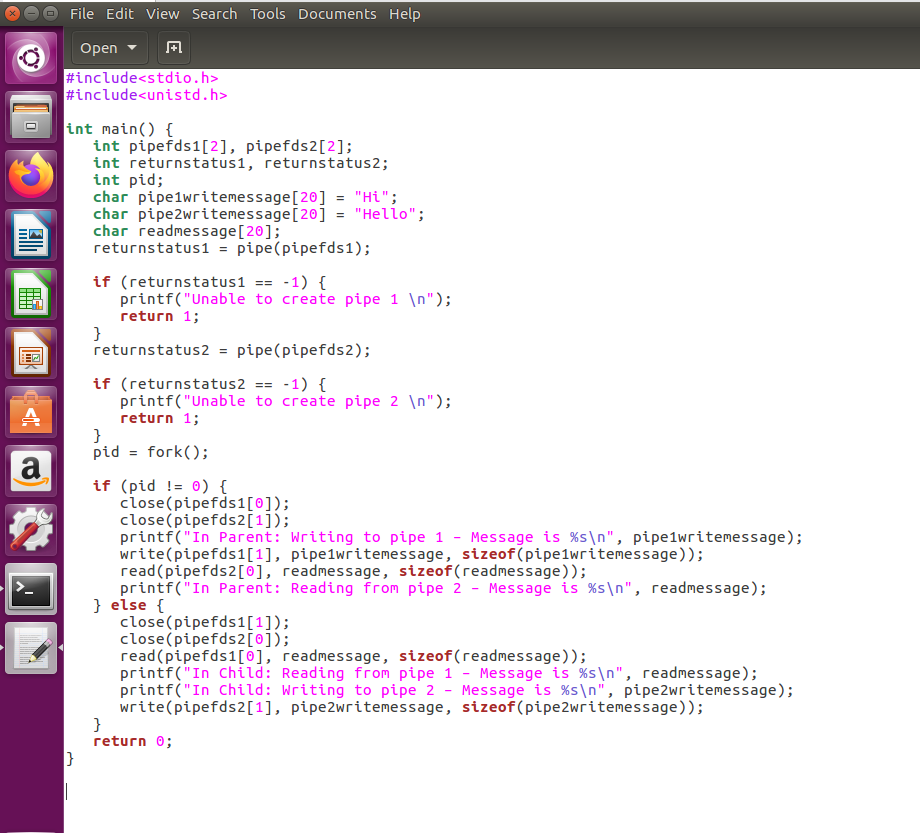 File Edit View Search Tools Documents Help
Open
#include<stdio.h>
#include<unistd.h>
int main() {
   int pipefds1[2], pipefds2[2];
   int returnstatus1, returnstatus2;
   int pid;
   char pipe1writemessage[20] = "Hi";
   char pipe2writemessage[20] = "Hello";
   char readmessage[20];
   returnstatus1 = pipe(pipefds1);
   if (returnstatus1 == -1) {
      printf("Unable to create pipe 1 \n");
      return 1;
   }
   returnstatus2 = pipe(pipefds2);
   if (returnstatus2 == -1) {
      printf("Unable to create pipe 2 \n");
      return 1;
   }
   pid = fork();
   if (pid != 0) {
      close(pipefds1[0]);
      close(pipefds2[1]);
      printf("In Parent: Writing to pipe 1 – Message is %s\n", pipe1writemessage);
      write(pipefds1[1], pipe1writemessage, sizeof(pipe1writemessage));
      read(pipefds2[0], readmessage, sizeof(readmessage));
      printf("In Parent: Reading from pipe 2 – Message is %s\n", readmessage);
   } else {
      close(pipefds1[1]);
      close(pipefds2[0]);
      read(pipefds1[0], readmessage, sizeof(readmessage));
      printf("In Child: Reading from pipe 1 – Message is %s\n", readmessage);
      printf("In Child: Writing to pipe 2 – Message is %s\n", pipe2writemessage);
      write(pipefds2[1], pipe2writemessage, sizeof(pipe2writemessage));
   }
   return 0;
}